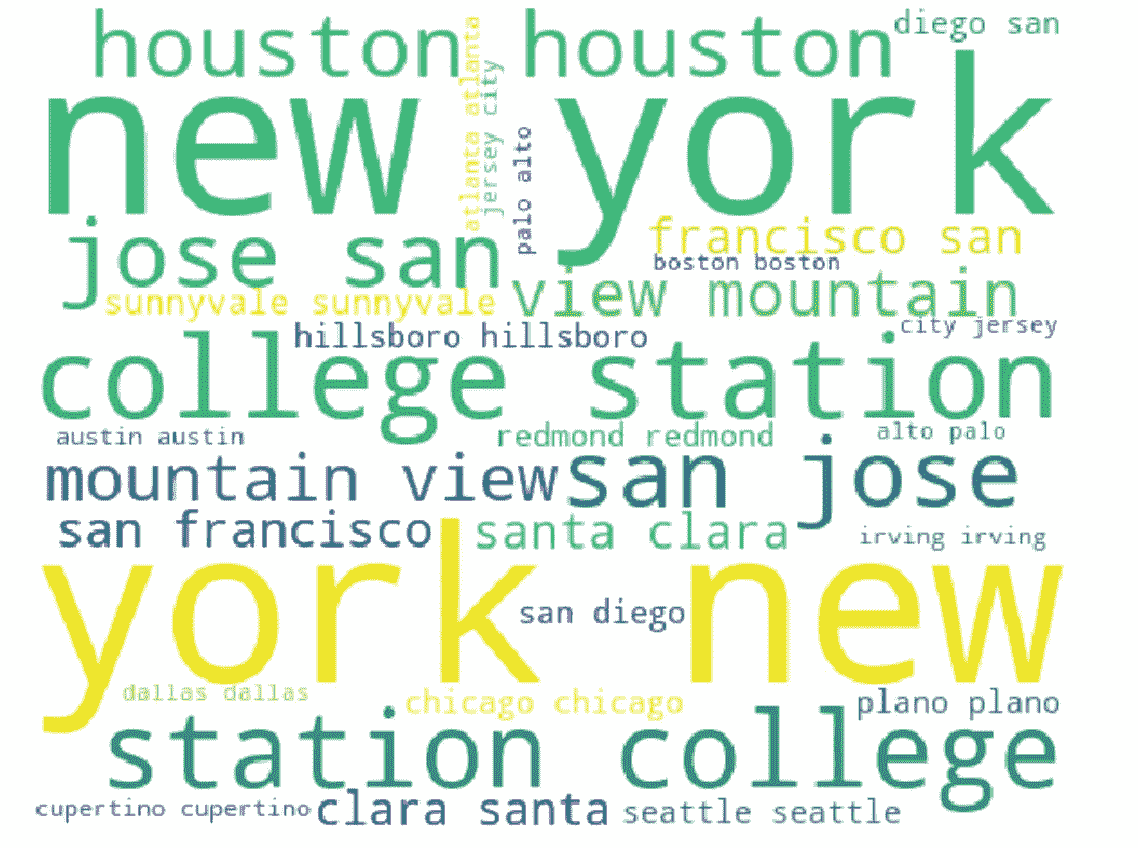 houston houston
diego san
new york
atlanta atlanta
jersey city
palo alto
jose san
francisco san
boston boston
sunnyvale sunnyvale
view mountain
hillsboro hillsboro
city jersey
college station
austin austin
redmond redmond
alto palo
mountain view
san jose
san francisco
santa clara
irving irving
york new
san diego
dallas dallas
chicago chicago
plano plano
station college
cupertino cupertino
clara santa
seattle seattle